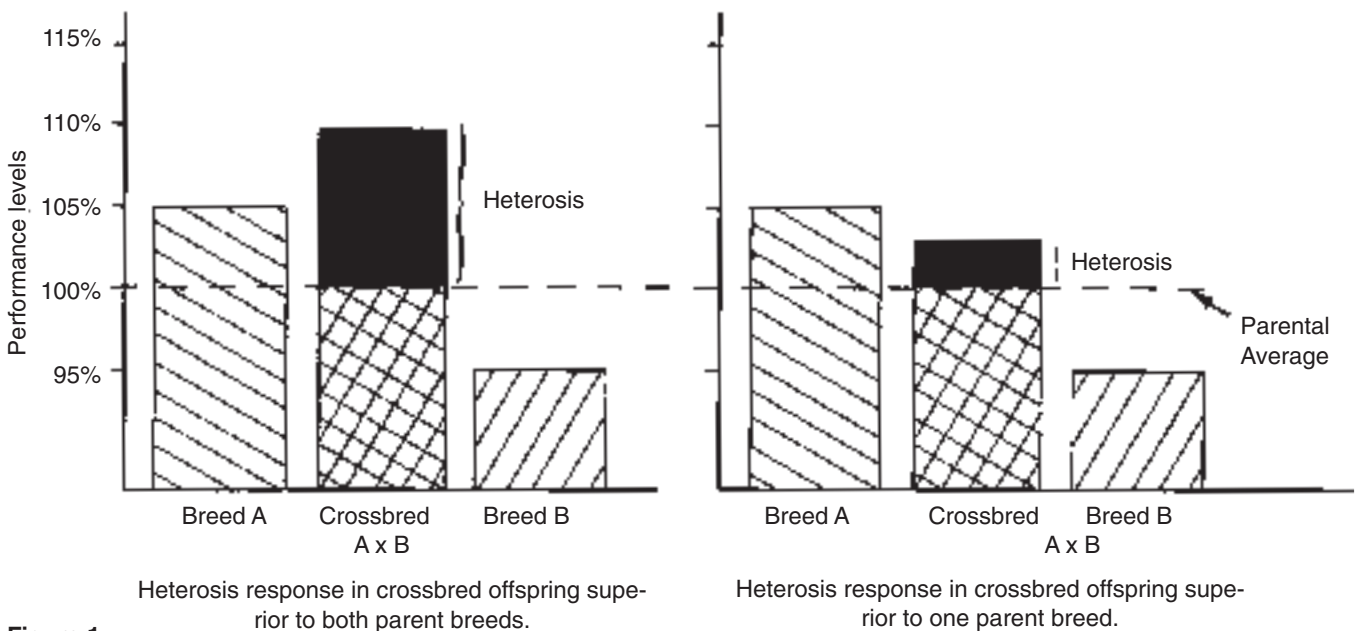 115%
110%
105%
100%
95%
Performance levels
Heterosis
Breed A
Crossbred
A x B
Breed B
Heterosis response in crossbred offspring supe-
rior to both parent breeds.
Heterosis
Parental
Average
Breed A
Crossbred
A x B
Breed B
Heterosis response in crossbred offspring supe-
rior to one parent breed.